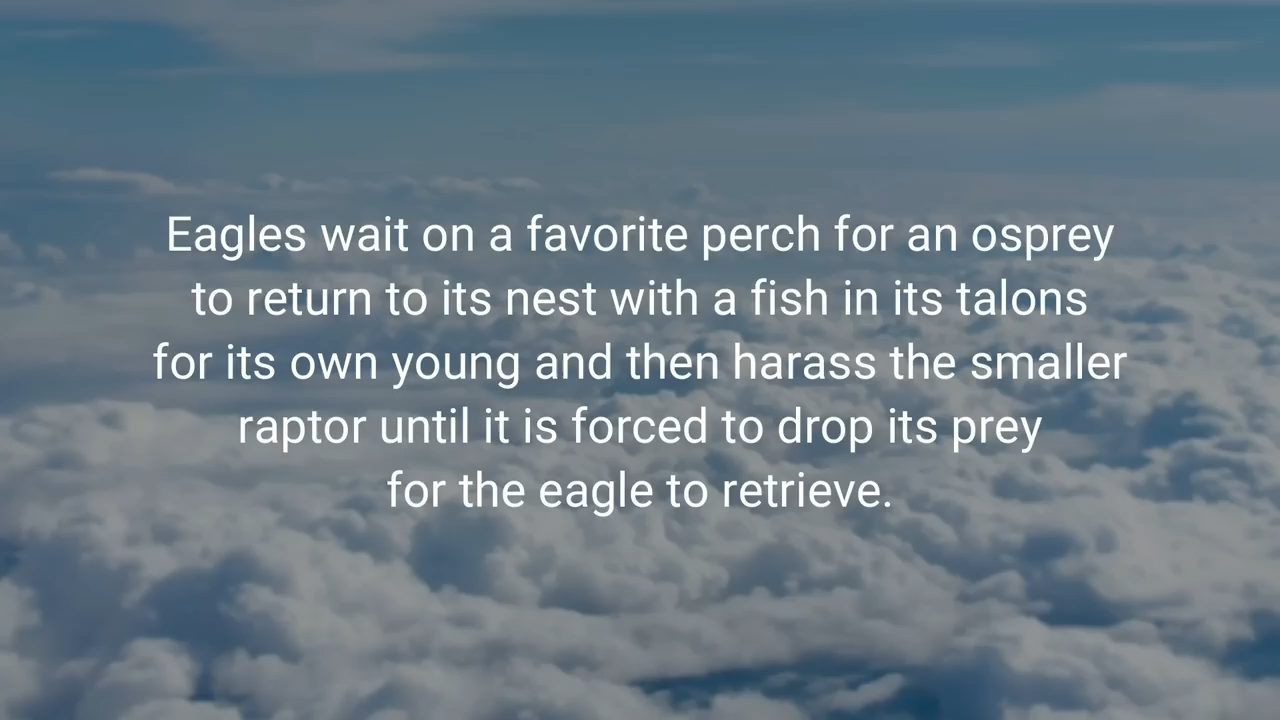 Eagles wait on a favorite perch for an osprey
to return to its nest with a fish in its talons
for its own young and then harass the smaller
raptor until it is forced to drop its prey
for the eagle to retrieve.